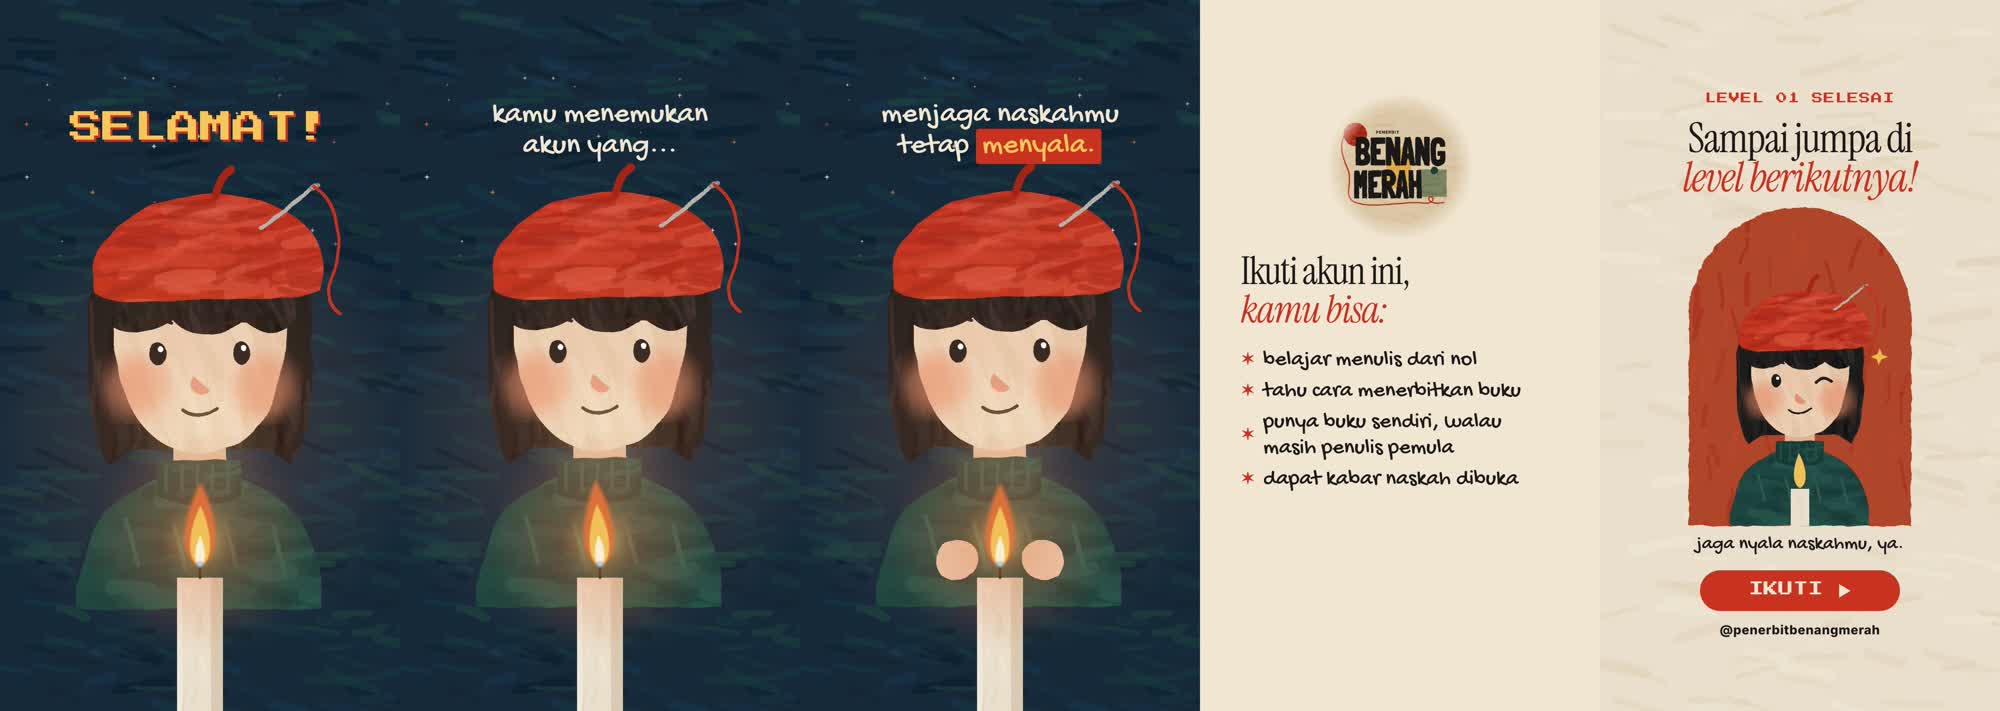 SELAMAT!
kamu menemukan
akun yang...
menjaga naskahmu
tetap menyala.
PENERBIT
BENANG
MERAH
Ikuti akun ini,
kamu bisa:
belajar menulis dari nol
tahu cara menerbitkan buku
punya buku sendiri, walau
masih penulis pemula
dapat kabar naskah dibuka
LEVEL 01 SELESAI
Sampai jumpa di
level berikutnya!
jaga nyala naskahmu, ya.
IKUTI
@penerbitbenangmerah